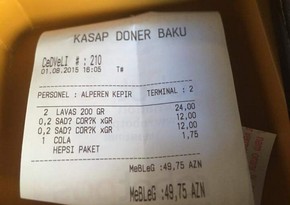 KASAP DONER BAKU
CeDVeLI # : 210
01.08.2015 16:05 T#
PERSONEL : ALPEREN KEPIR TERMINAL : 2
2 LAVAS 200 GR 24,00
0,2 SAD? COR?K xGR 12,00
0,2 SAD? COR?K xGR 12,00
1 COLA 1,75
HEPSI PAKET
MeBLeG :49,75 AZN
MeBLeG :49,75 AZN